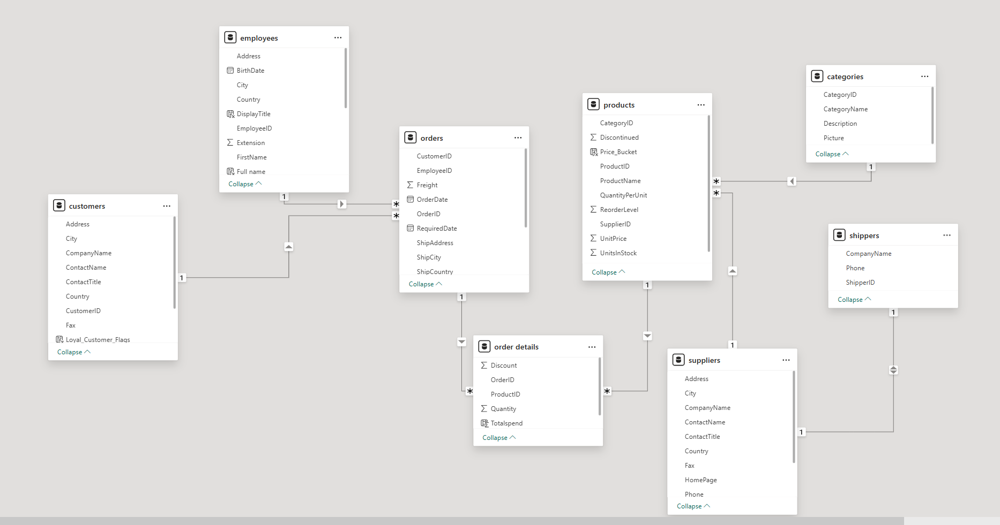 employees
Address
BirthDate
City
Country
DisplayTitle
EmployeeID
Extension
FirstName
Full name
Collapse
1
customers
Address
City
CompanyName
ContactName
ContactTitle
Country
CustomerID
Fax
Loyal_Customer_Flags
Collapse
1
orders
CustomerID
EmployeeID
Freight
OrderDate
OrderID
RequiredDate
ShipAddress
ShipCity
ShipCountry
Collapse
*
*
1
order details
Discount
OrderID
ProductID
Quantity
Totalspend
Collapse
*
*
products
CategoryID
Discontinued
Price_Bucket
ProductID
ProductName
QuantityPerUnit
ReorderLevel
SupplierID
UnitPrice
UnitsInStock
Collapse
*
*
1
categories
CategoryID
CategoryName
Description
Picture
Collapse
1
shippers
CompanyName
Phone
ShipperID
Collapse
1
1
suppliers
Address
City
CompanyName
ContactName
ContactTitle
Country
Fax
HomePage
Phone
Collapse
1